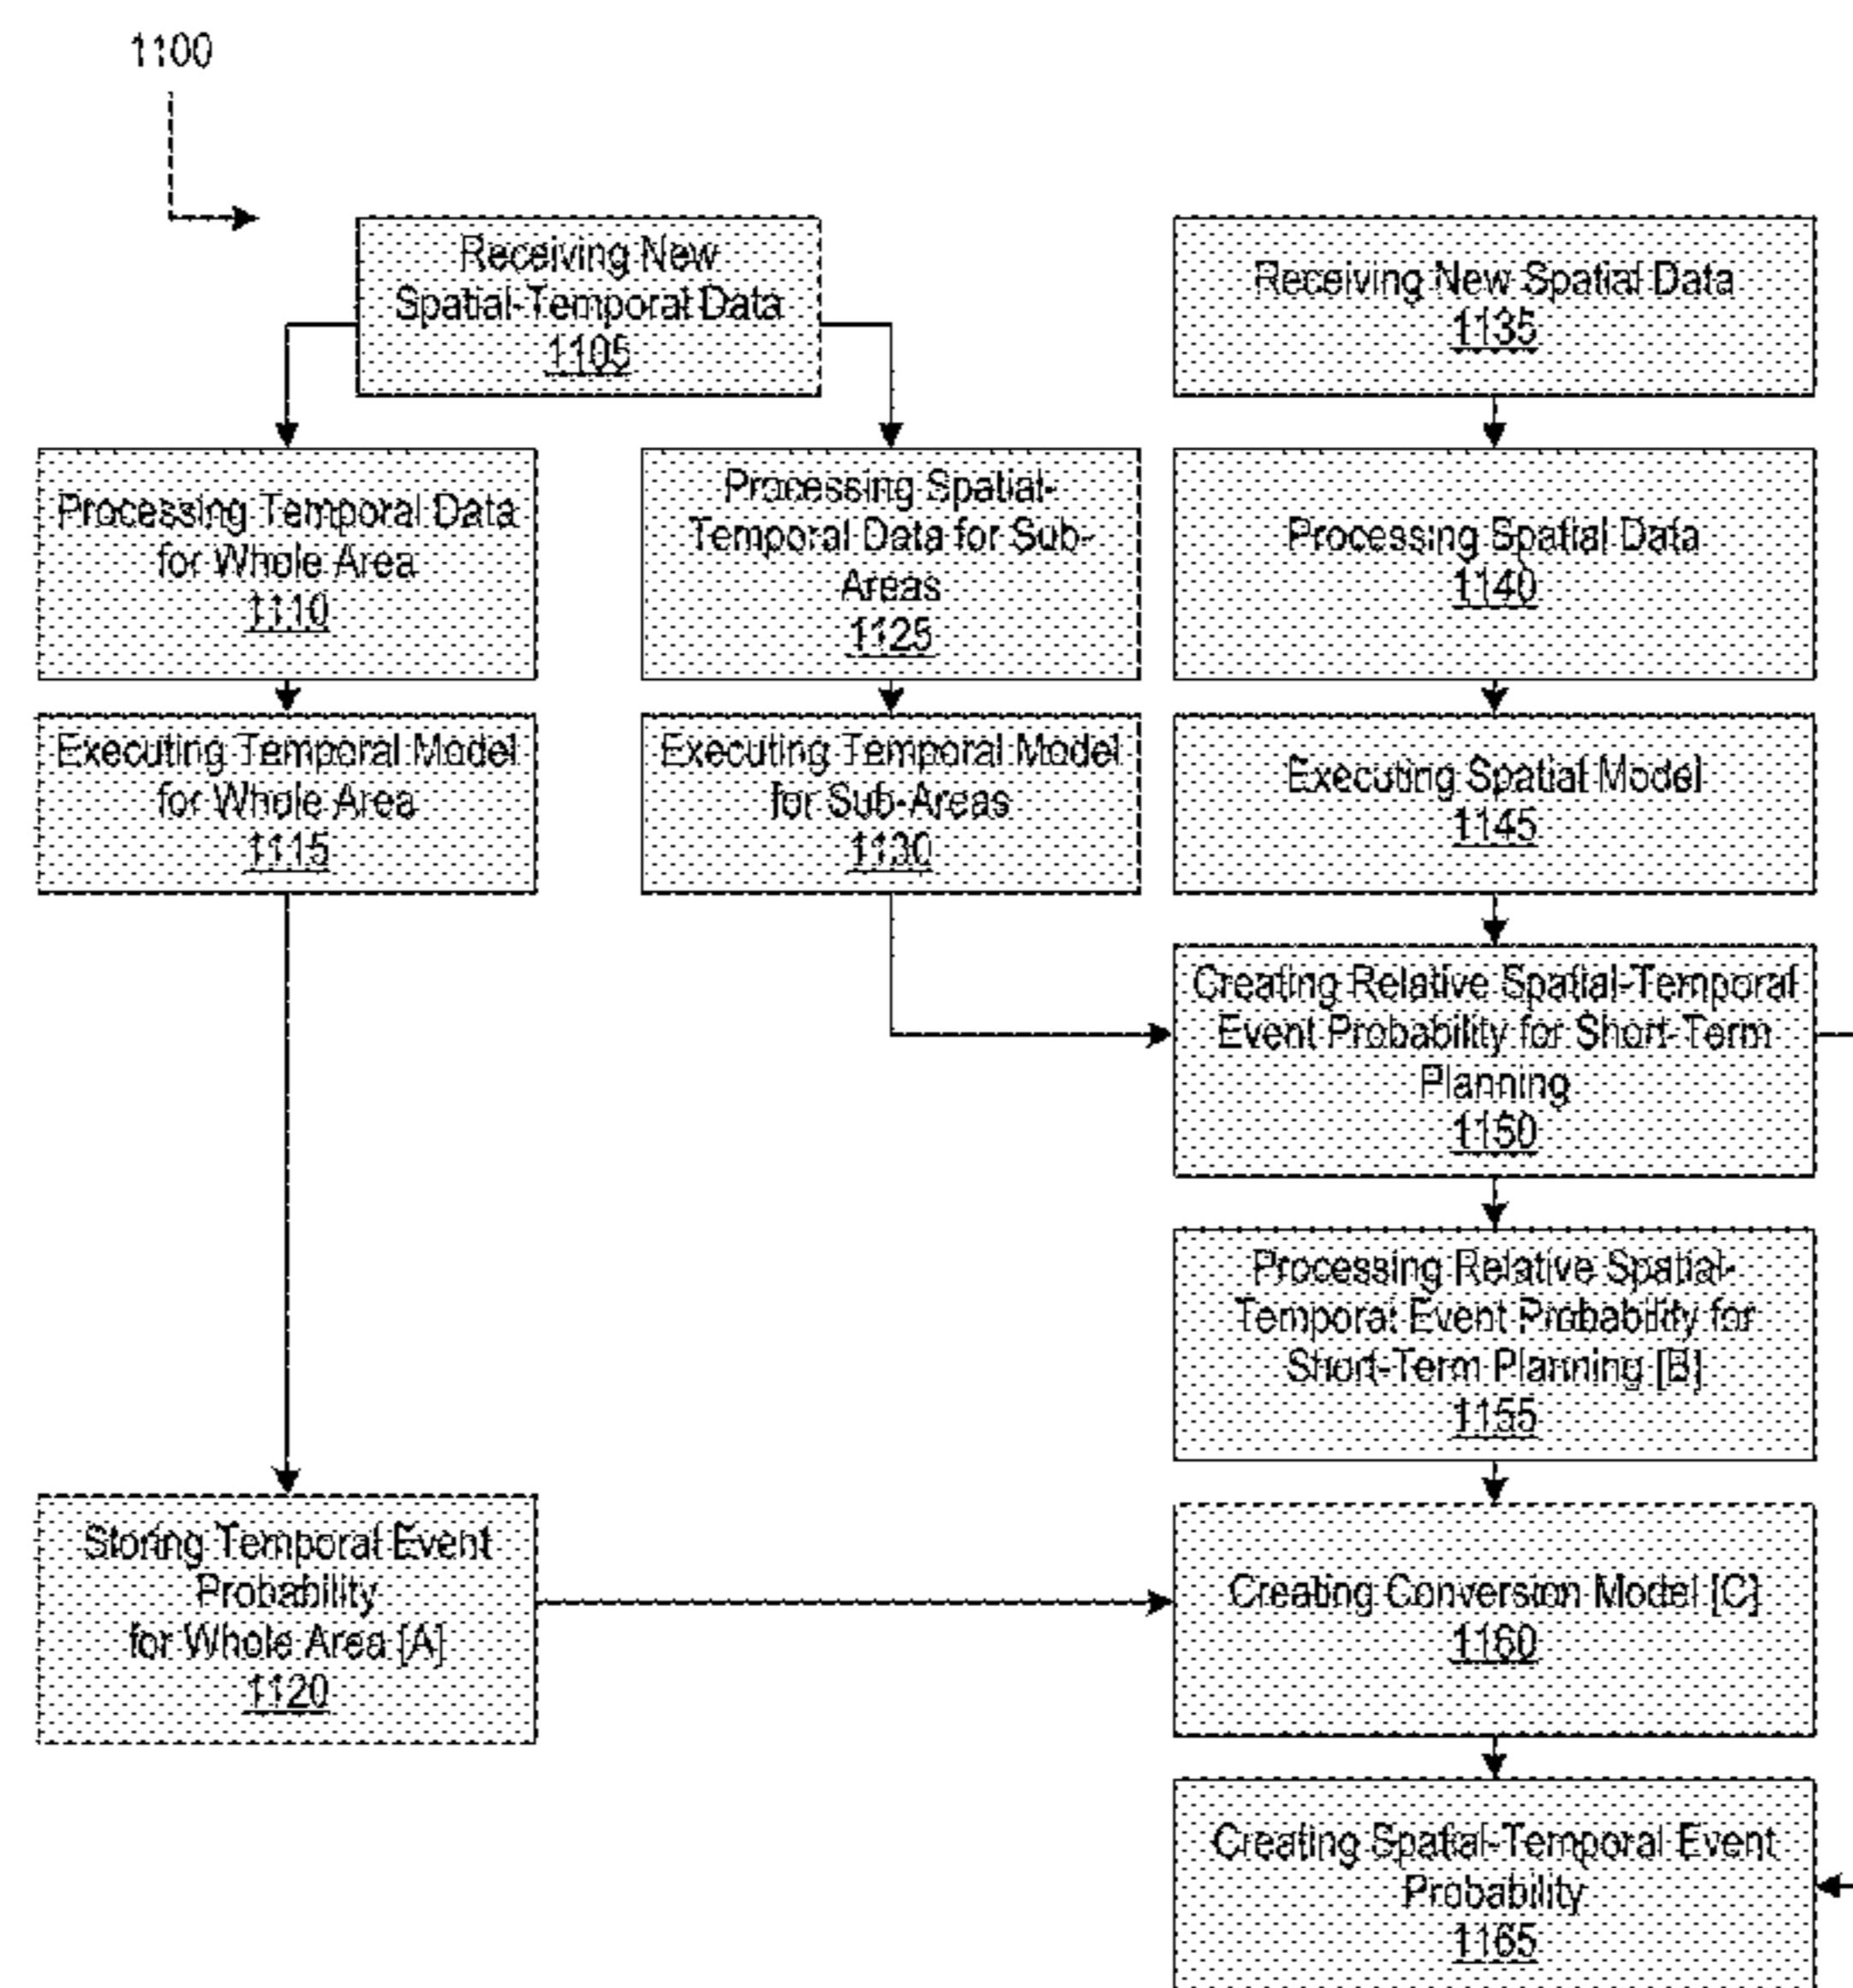 1100
Receiving New
Spatial-Temporal Data
1105
Processing Temporal Data
for Whole Area
1110
Executing Temporal Model
for Whole Area
1115
Storing Temporal Event
Probability
for Whole Area [A]
1120
Processing Spatial-
Temporal Data for Sub-
Areas
1125
Executing Temporal Model
for Sub-Areas
1130
Receiving New Spatial Data
1135
Processing Spatial Data
1140
Executing Spatial Model
1145
Creating Relative Spatial-Temporal
Event Probability for Short-Term
Planning
1150
Processing Relative Spatial-
Temporal Event Probability for
Short-Term Planning [B]
1155
Creating Conversion Model [C]
1160
Creating Spatial-Temporal Event
Probability
1165